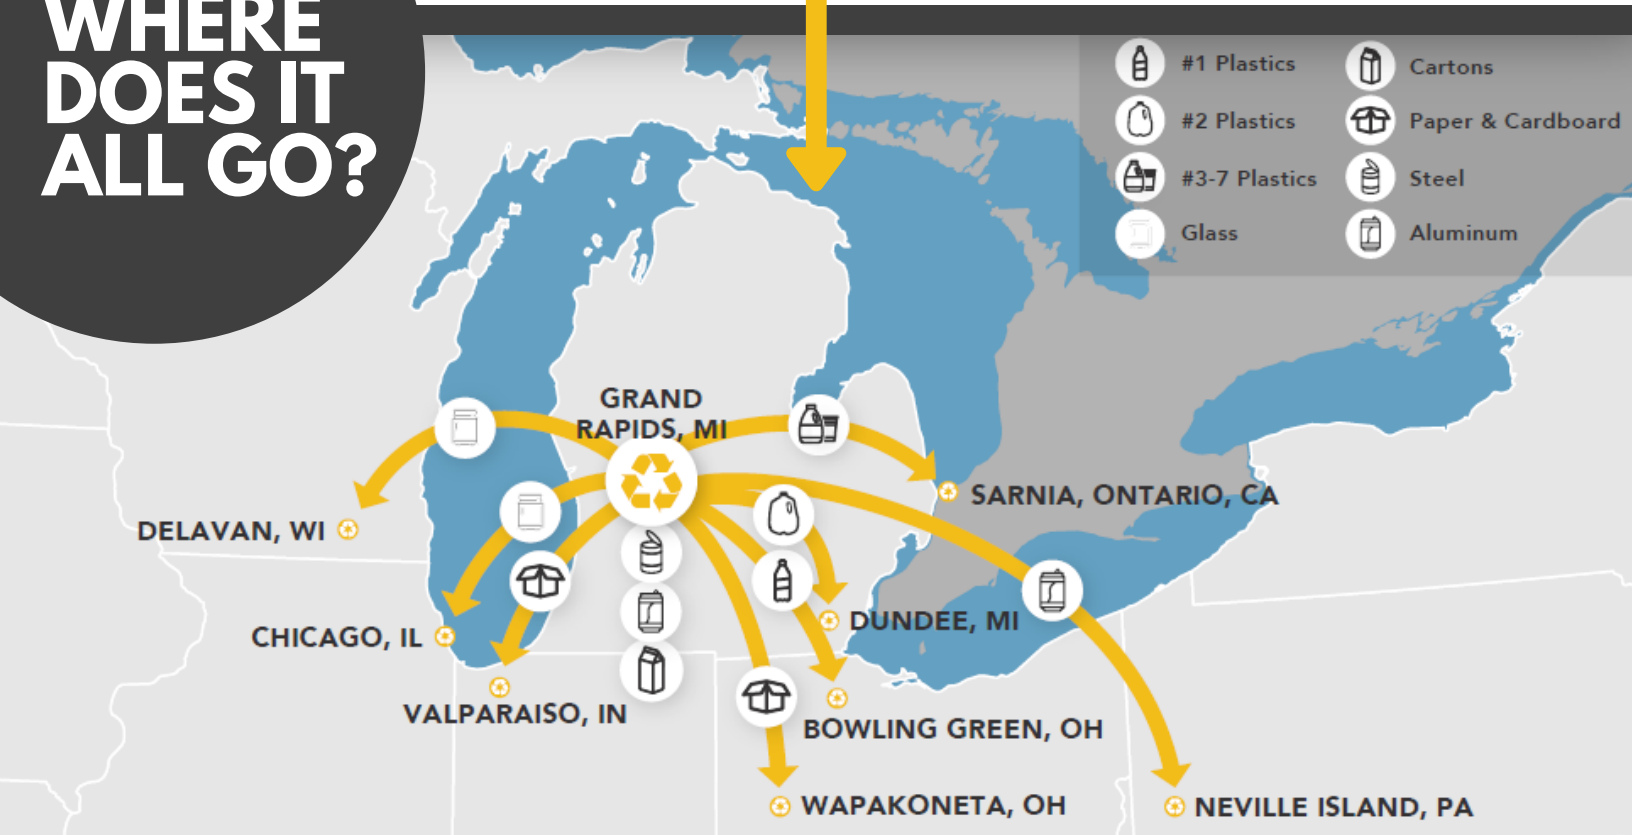 WHERE
DOES IT
ALL GO?
#1 Plastics
Cartons
#2 Plastics
Paper & Cardboard
#3-7 Plastics
Steel
Glass
Aluminum
GRAND
RAPIDS, MI
SARNIA, ONTARIO, CA
DELAVAN, WI
DUNDEE, MI
CHICAGO, IL
VALPARAISO, IN
BOWLING GREEN, OH
WAPAKONETA, OH
NEVILLE ISLAND, PA